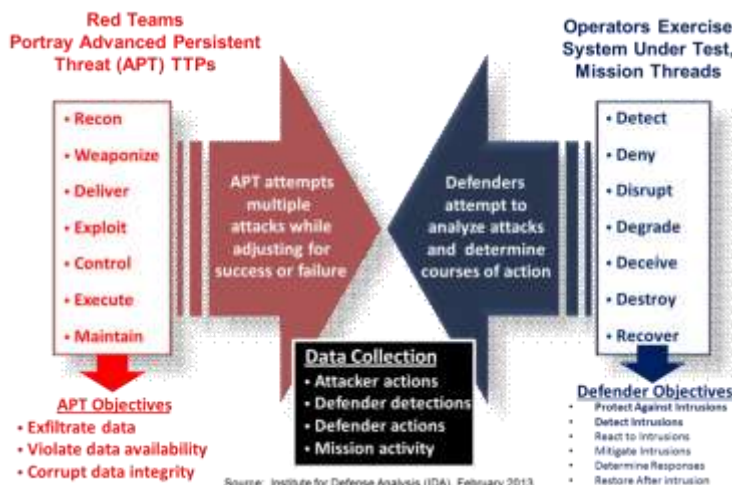 Red Teams
Portray Advanced Persistent
Threat (APT) TTPs
• Recon
• Weaponize
• Deliver
• Exploit
• Control
• Execute
• Maintain
APT Objectives
• Exfiltrate data
• Violate data availability
• Corrupt data integrity
APT attempts
multiple
attacks while
adjusting for
success or failure
Defenders
attempt to
analyze attacks
and determine
courses of action
Data Collection
• Attacker actions
• Defender detections
• Defender actions
• Mission activity
Operators Exercise
System Under Test,
Mission Threads
• Detect
• Deny
• Disrupt
• Degrade
• Deceive
• Destroy
• Recover
Defender Objectives
• Protect Against Intrusions
• Detect Intrusions
• React to Intrusions
• Mitigate Intrusions
• Determine Responses
• Restore After intrusion
Source: Institute for Defense Analysis (IDA), February 2013